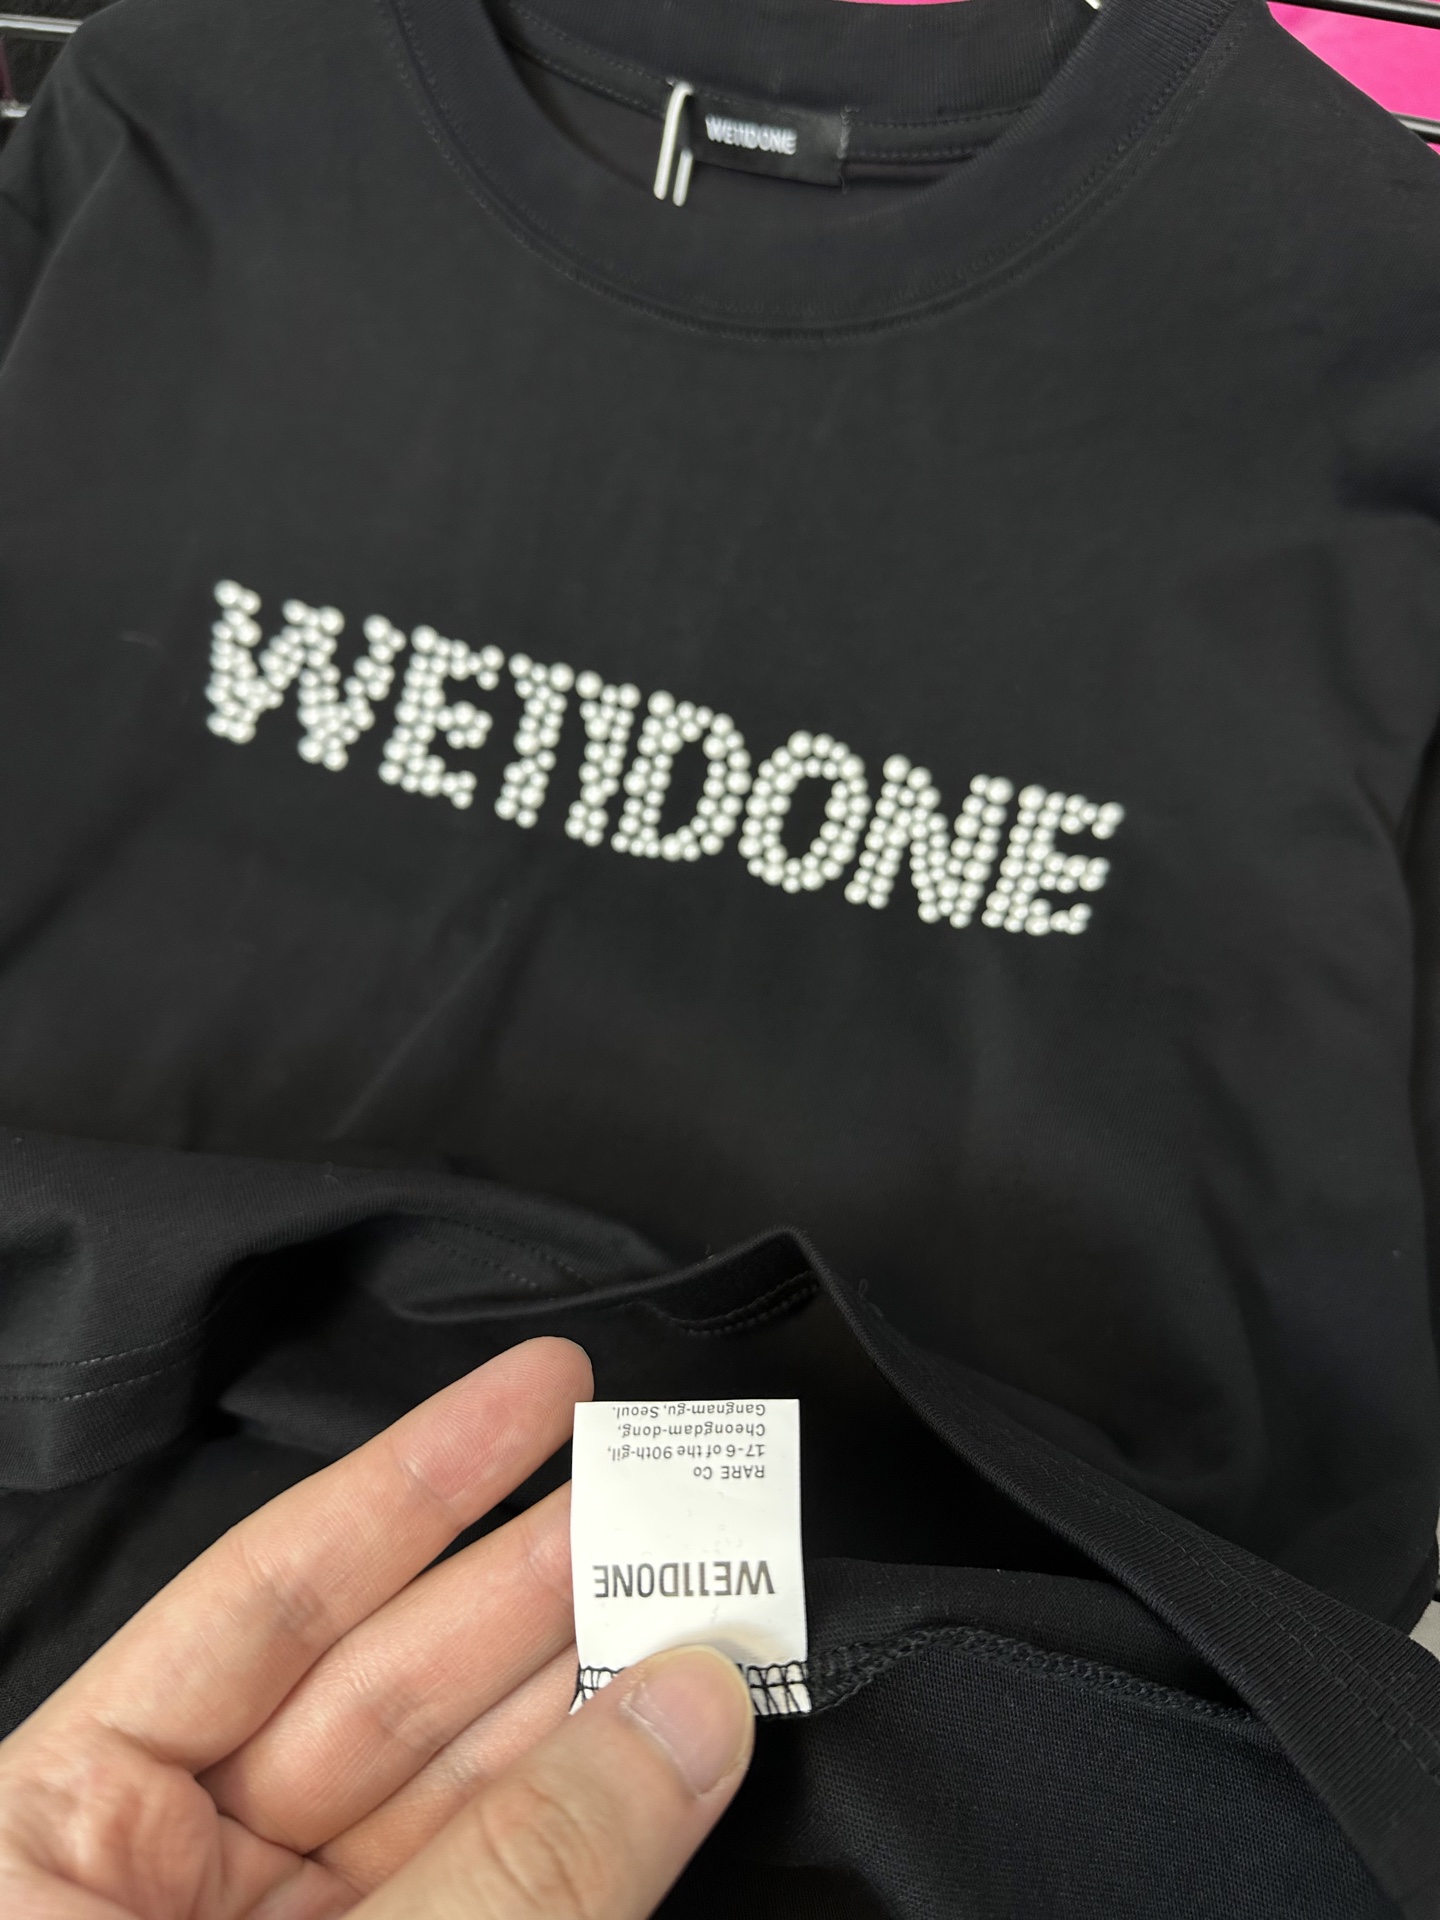 WE11DONE
WE11DONE
WE11DONE
RARE Co
17-6 of the 90th-gil,
Cheongdam-dong,
Gangnam-gu, Seoul.